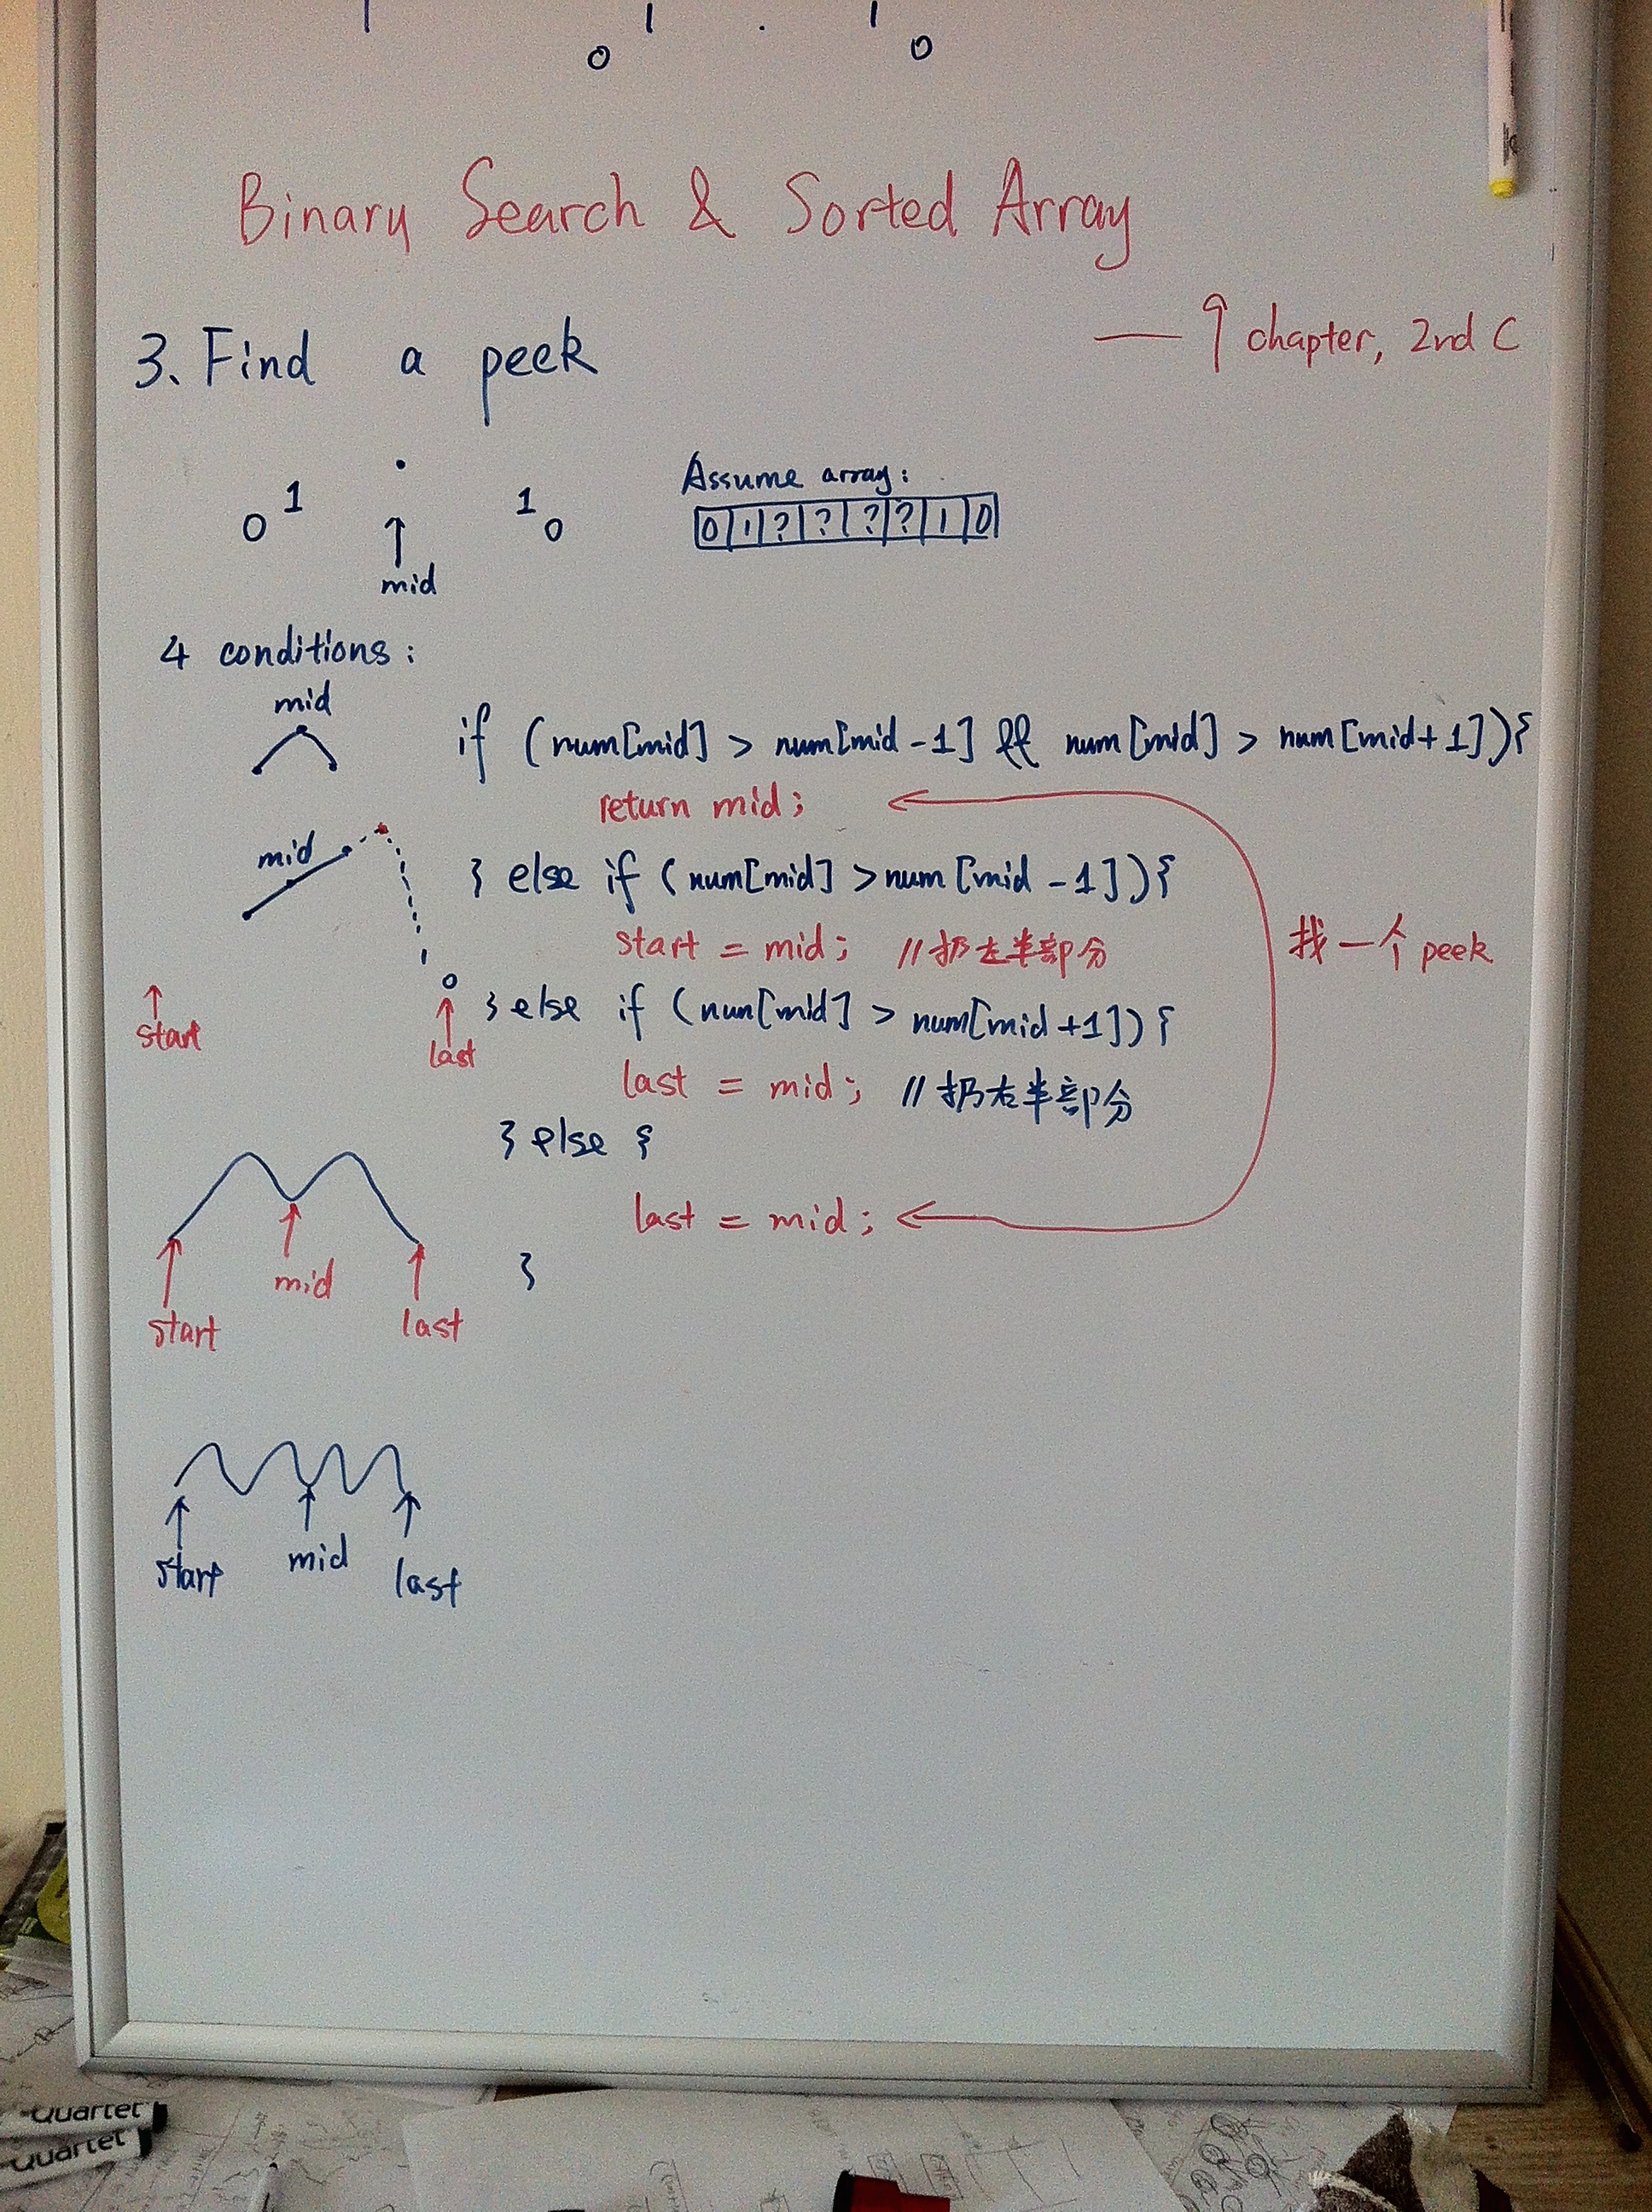 1 1 1
0 0
Binary Search & Sorted Array
— 1 chapter, 2nd C
3. Find a peek
0 1 1 0
mid
Assume array:
0 1 ? ? ? ? 1 0
4 conditions:
mid
if (num[mid] > num[mid - 1] && num[mid] > num[mid + 1]){
return mid;
mid
} else if (num[mid] > num[mid - 1]){
start = mid; //扔左半部分
找一个 peek
0
start
last
} else if (num[mid] > num[mid + 1]){
last = mid; //扔右半部分
} else {
last = mid;
}
mid
start
last
start
mid
last
Quartet
Quartet